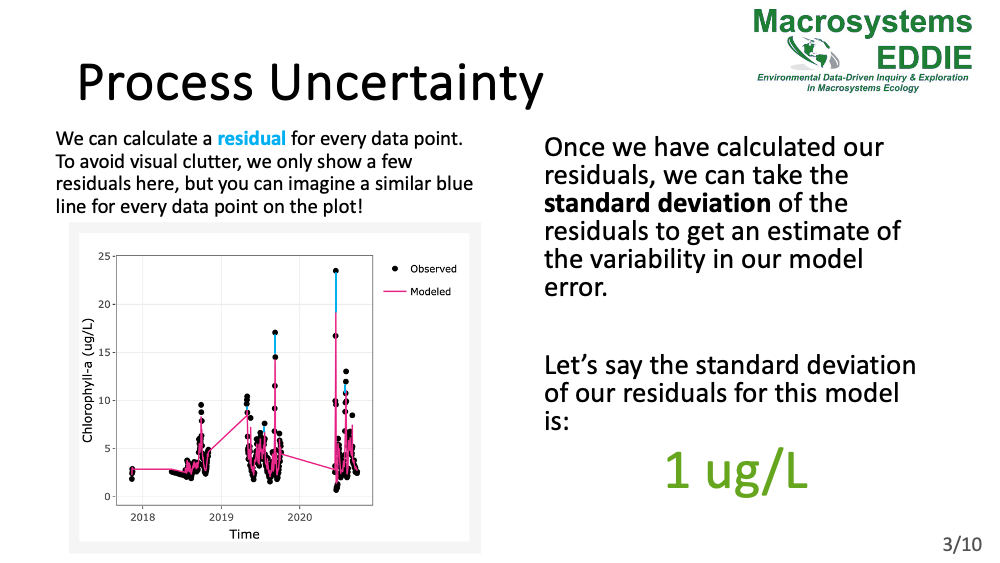 Macrosystems
EDDIE
Environmental Data-Driven Inquiry & Exploration
in Macrosystems Ecology
Process Uncertainty
We can calculate a residual for every data point.
To avoid visual clutter, we only show a few
residuals here, but you can imagine a similar blue
line for every data point on the plot!
25
20
15
10
5
0
Chlorophyll-a (ug/L)
2018
2019
2020
Time
Observed
Modeled
Once we have calculated our
residuals, we can take the
standard deviation of the
residuals to get an estimate of
the variability in our model
error.
Let’s say the standard deviation
of our residuals for this model
is:
1 ug/L
3/10